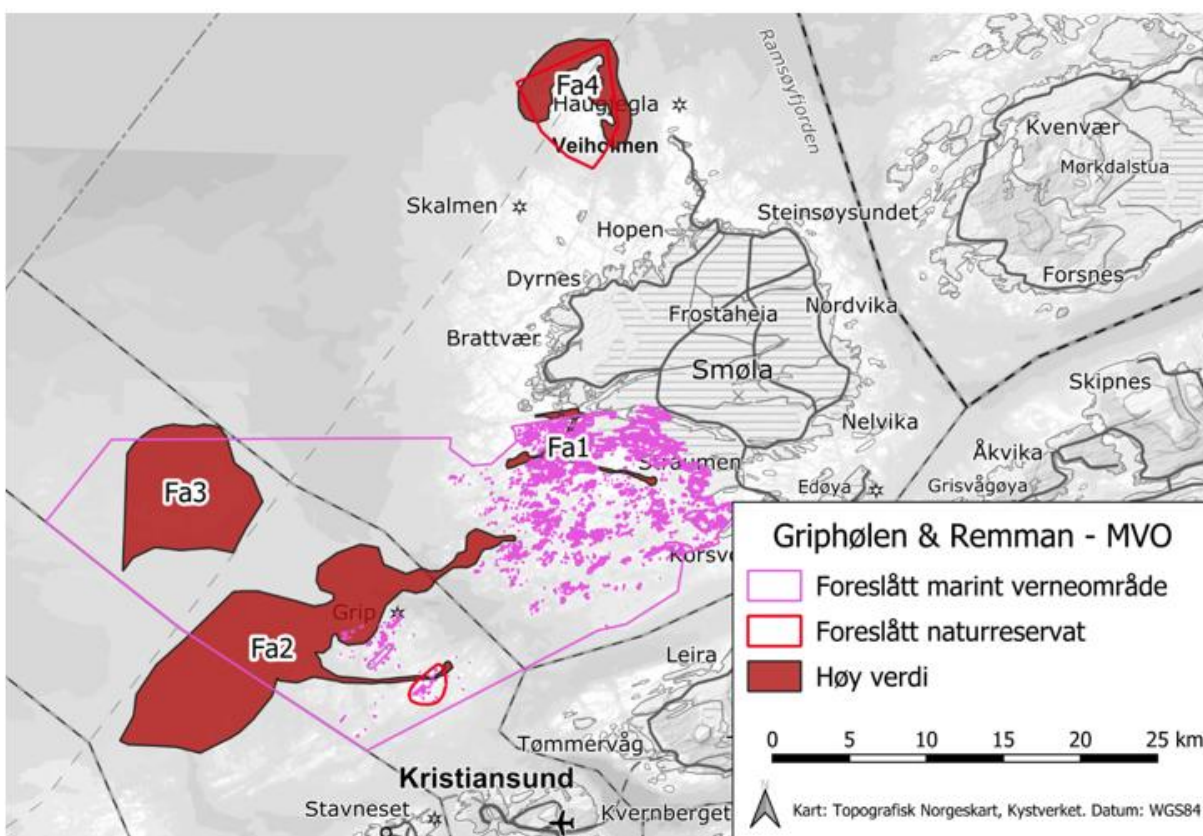 Ramsøyfjorden
Fa4
Haugjegla
Veiholmen
Kvenvær
Mørkdalstua
Skalmen
Steinsøysundet
Hopen
Forsnes
Dyrnes
Nordvika
Frostaheia
Brattvær
Smøla
Skipnes
Nelvika
Fa1
Straumen
Åkvika
Edøya
Grisvågøya
Fa3
Griphølen & Remman - MVO
Foreslått marint verneområde
Foreslått naturreservat
Høy verdi
0 5 10 15 20 25 km
N
Kart: Topografisk Norgeskart, Kystverket. Datum: WGS84
Grip
Fa2
Leira
Tømmervåg
Kristiansund
Stavneset
Kvernberget